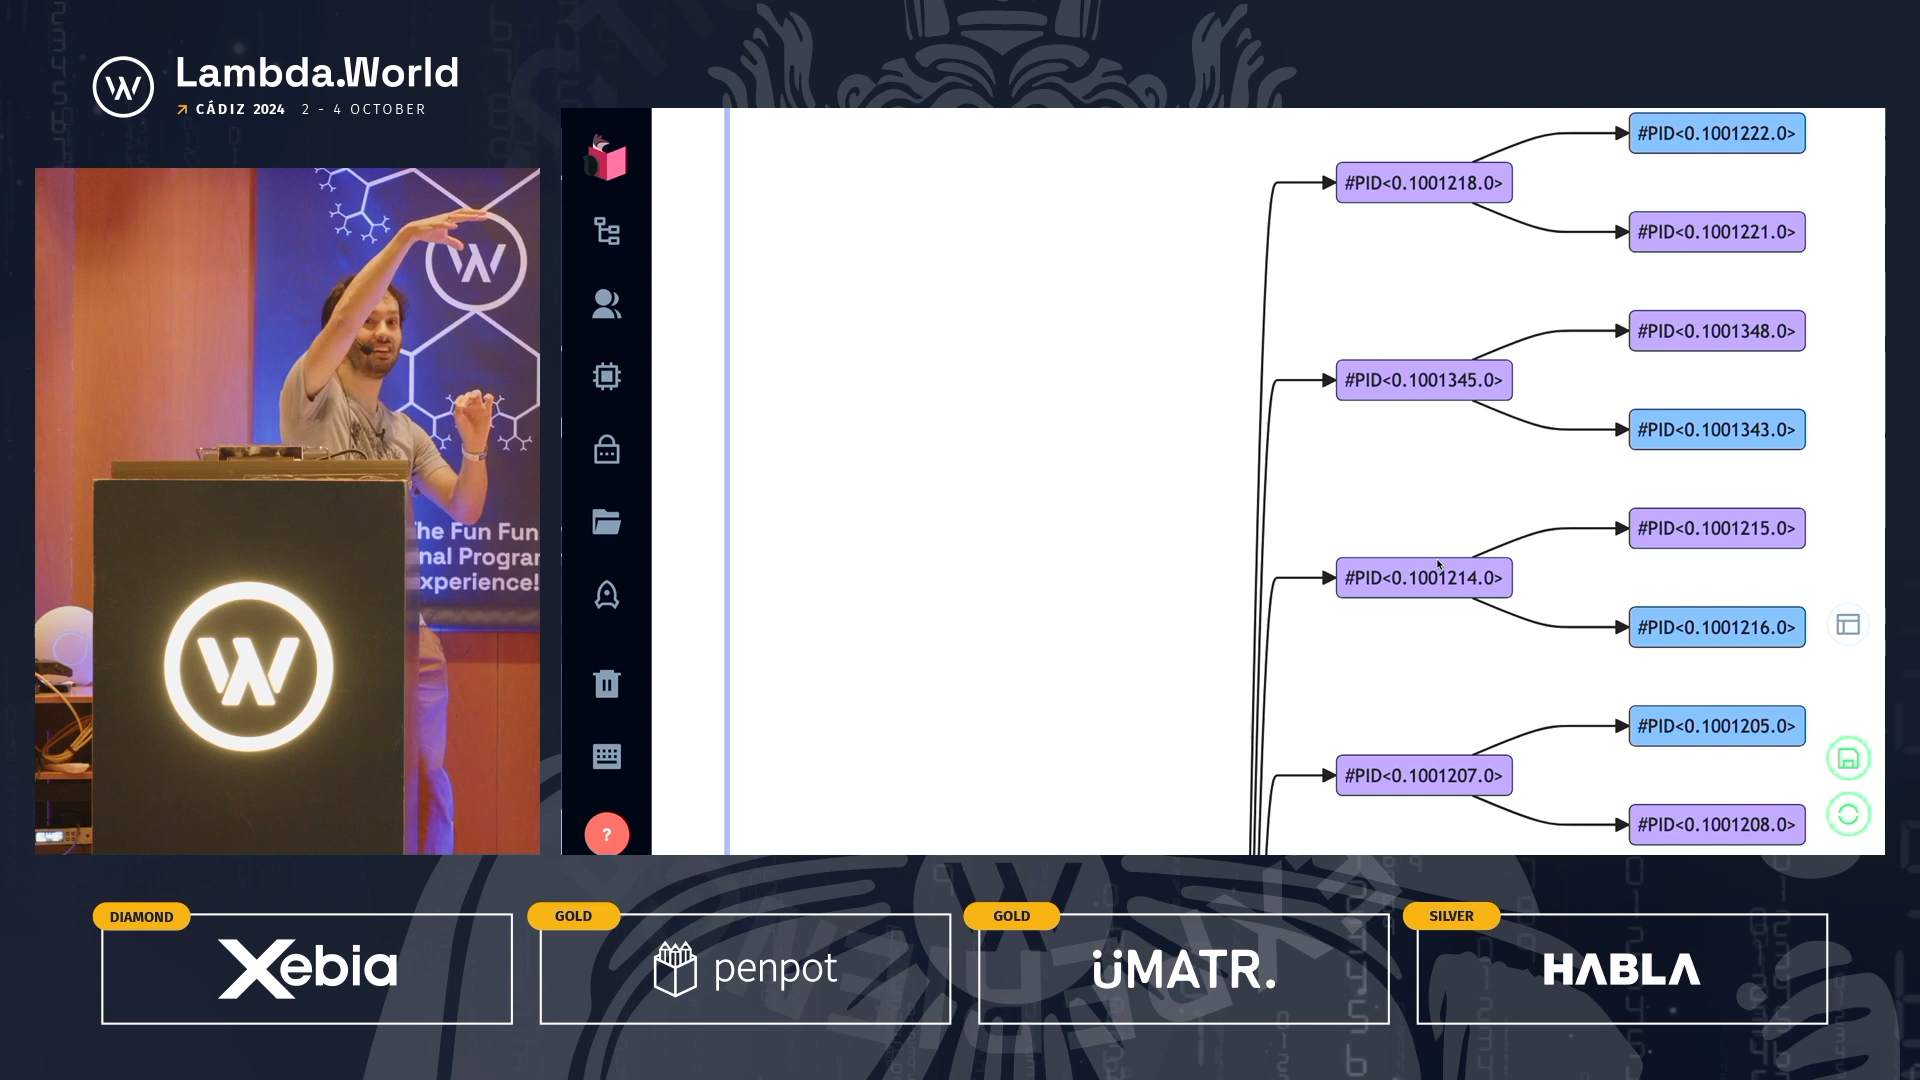 Lambda.World
CÁDIZ 2024 2 - 4 OCTOBER
#PID<0.1001222.0>
#PID<0.1001218.0>
#PID<0.1001221.0>
#PID<0.1001348.0>
#PID<0.1001345.0>
#PID<0.1001343.0>
#PID<0.1001215.0>
#PID<0.1001214.0>
#PID<0.1001216.0>
#PID<0.1001205.0>
#PID<0.1001207.0>
#PID<0.1001208.0>
?
W
W
W
he Fun Fun
nal Progra
xperience!
DIAMOND
Xebia
GOLD
penpot
GOLD
üMATR.
SILVER
HABLA